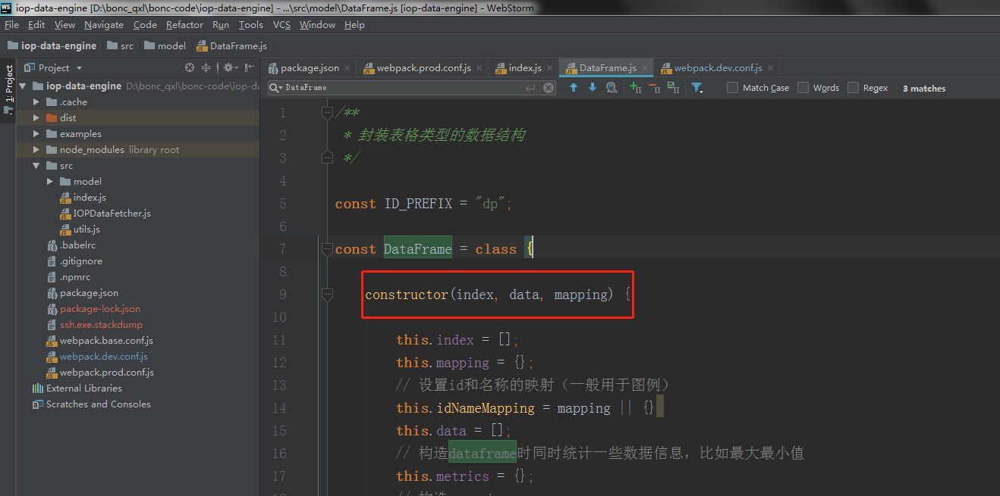 WS iop-data-engine [D:\bonc_qxl\bonc-code\iop-data-engine] - ...\src\model\DataFrame.js [iop-data-engine] - WebStorm
File Edit View Navigate Code Refactor Run Tools VCS Window Help
iop-data-engine src model DataFrame.js
1: Project
Project
iop-data-engine D:\bonc_qxl\bonc-code\iop-da
.cache
dist
examples
node_modules library root
src
model
index.js
IOPDataFetcher.js
utils.js
.babelrc
.gitignore
.npmrc
package.json
package-lock.json
ssh.exe.stackdump
webpack.base.conf.js
webpack.dev.conf.js
webpack.prod.conf.js
External Libraries
Scratches and Consoles
package.json webpack.prod.conf.js index.js DataFrame.js webpack.dev.conf.js
DataFrame Match Case Words Regex 3 matches
1 /**
2 * 封装表格类型的数据结构
3 */
4
5 const ID_PREFIX = "dp";
6
7 const DataFrame = class {
8
9 constructor(index, data, mapping) {
10
11 this.index = [];
12 this.mapping = {};
13 // 设置id和名称的映射（一般用于图例）
14 this.idNameMapping = mapping || {}
15 this.data = [];
16 // 构造dataframe时同时统计一些数据信息，比如最大最小值
17 this.metrics = {};